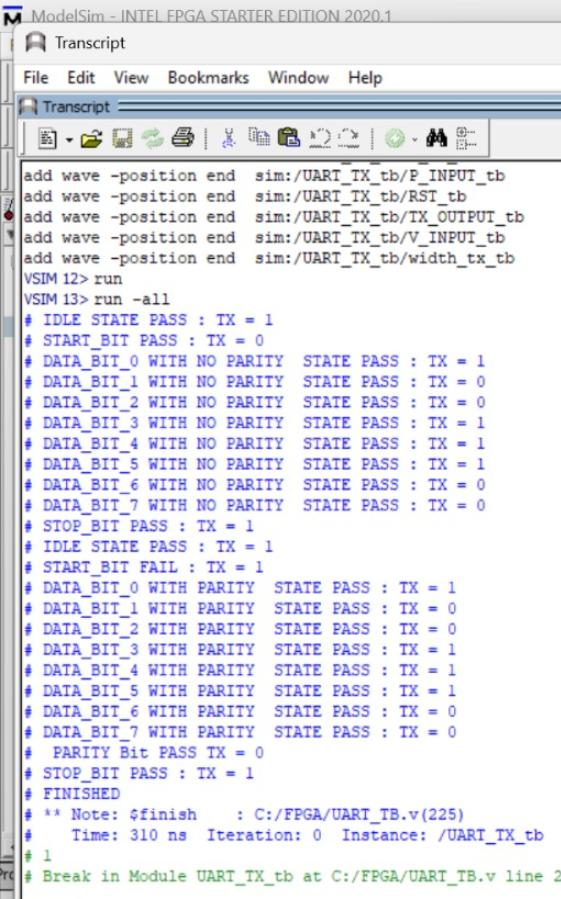 ModelSim - INTEL FPGA STARTER EDITION 2020.1
Transcript
File Edit View Bookmarks Window Help
Transcript
add wave -position end sim:/UART_TX_tb/P_INPUT_tb
add wave -position end sim:/UART_TX_tb/RST_tb
add wave -position end sim:/UART_TX_tb/TX_OUTPUT_tb
add wave -position end sim:/UART_TX_tb/V_INPUT_tb
add wave -position end sim:/UART_TX_tb/width_tx_tb
VSIM 12> run
VSIM 13> run -all
# IDLE STATE PASS : TX = 1
# START_BIT PASS : TX = 0
# DATA_BIT_0 WITH NO PARITY  STATE PASS : TX = 1
# DATA_BIT_1 WITH NO PARITY  STATE PASS : TX = 0
# DATA_BIT_2 WITH NO PARITY  STATE PASS : TX = 0
# DATA_BIT_3 WITH NO PARITY  STATE PASS : TX = 1
# DATA_BIT_4 WITH NO PARITY  STATE PASS : TX = 1
# DATA_BIT_5 WITH NO PARITY  STATE PASS : TX = 1
# DATA_BIT_6 WITH NO PARITY  STATE PASS : TX = 0
# DATA_BIT_7 WITH NO PARITY  STATE PASS : TX = 0
# STOP_BIT PASS : TX = 1
# IDLE STATE PASS : TX = 1
# START_BIT FAIL : TX = 1
# DATA_BIT_0 WITH PARITY  STATE PASS : TX = 1
# DATA_BIT_1 WITH PARITY  STATE PASS : TX = 0
# DATA_BIT_2 WITH PARITY  STATE PASS : TX = 0
# DATA_BIT_3 WITH PARITY  STATE PASS : TX = 1
# DATA_BIT_4 WITH PARITY  STATE PASS : TX = 1
# DATA_BIT_5 WITH PARITY  STATE PASS : TX = 1
# DATA_BIT_6 WITH PARITY  STATE PASS : TX = 0
# DATA_BIT_7 WITH PARITY  STATE PASS : TX = 0
#  PARITY Bit PASS TX = 0
# STOP_BIT PASS : TX = 1
# FINISHED
# ** Note: $finish    : C:/FPGA/UART_TB.v(225)
#    Time: 310 ns  Iteration: 0  Instance: /UART_TX_tb
# 1
# Break in Module UART_TX_tb at C:/FPGA/UART_TB.v line 2